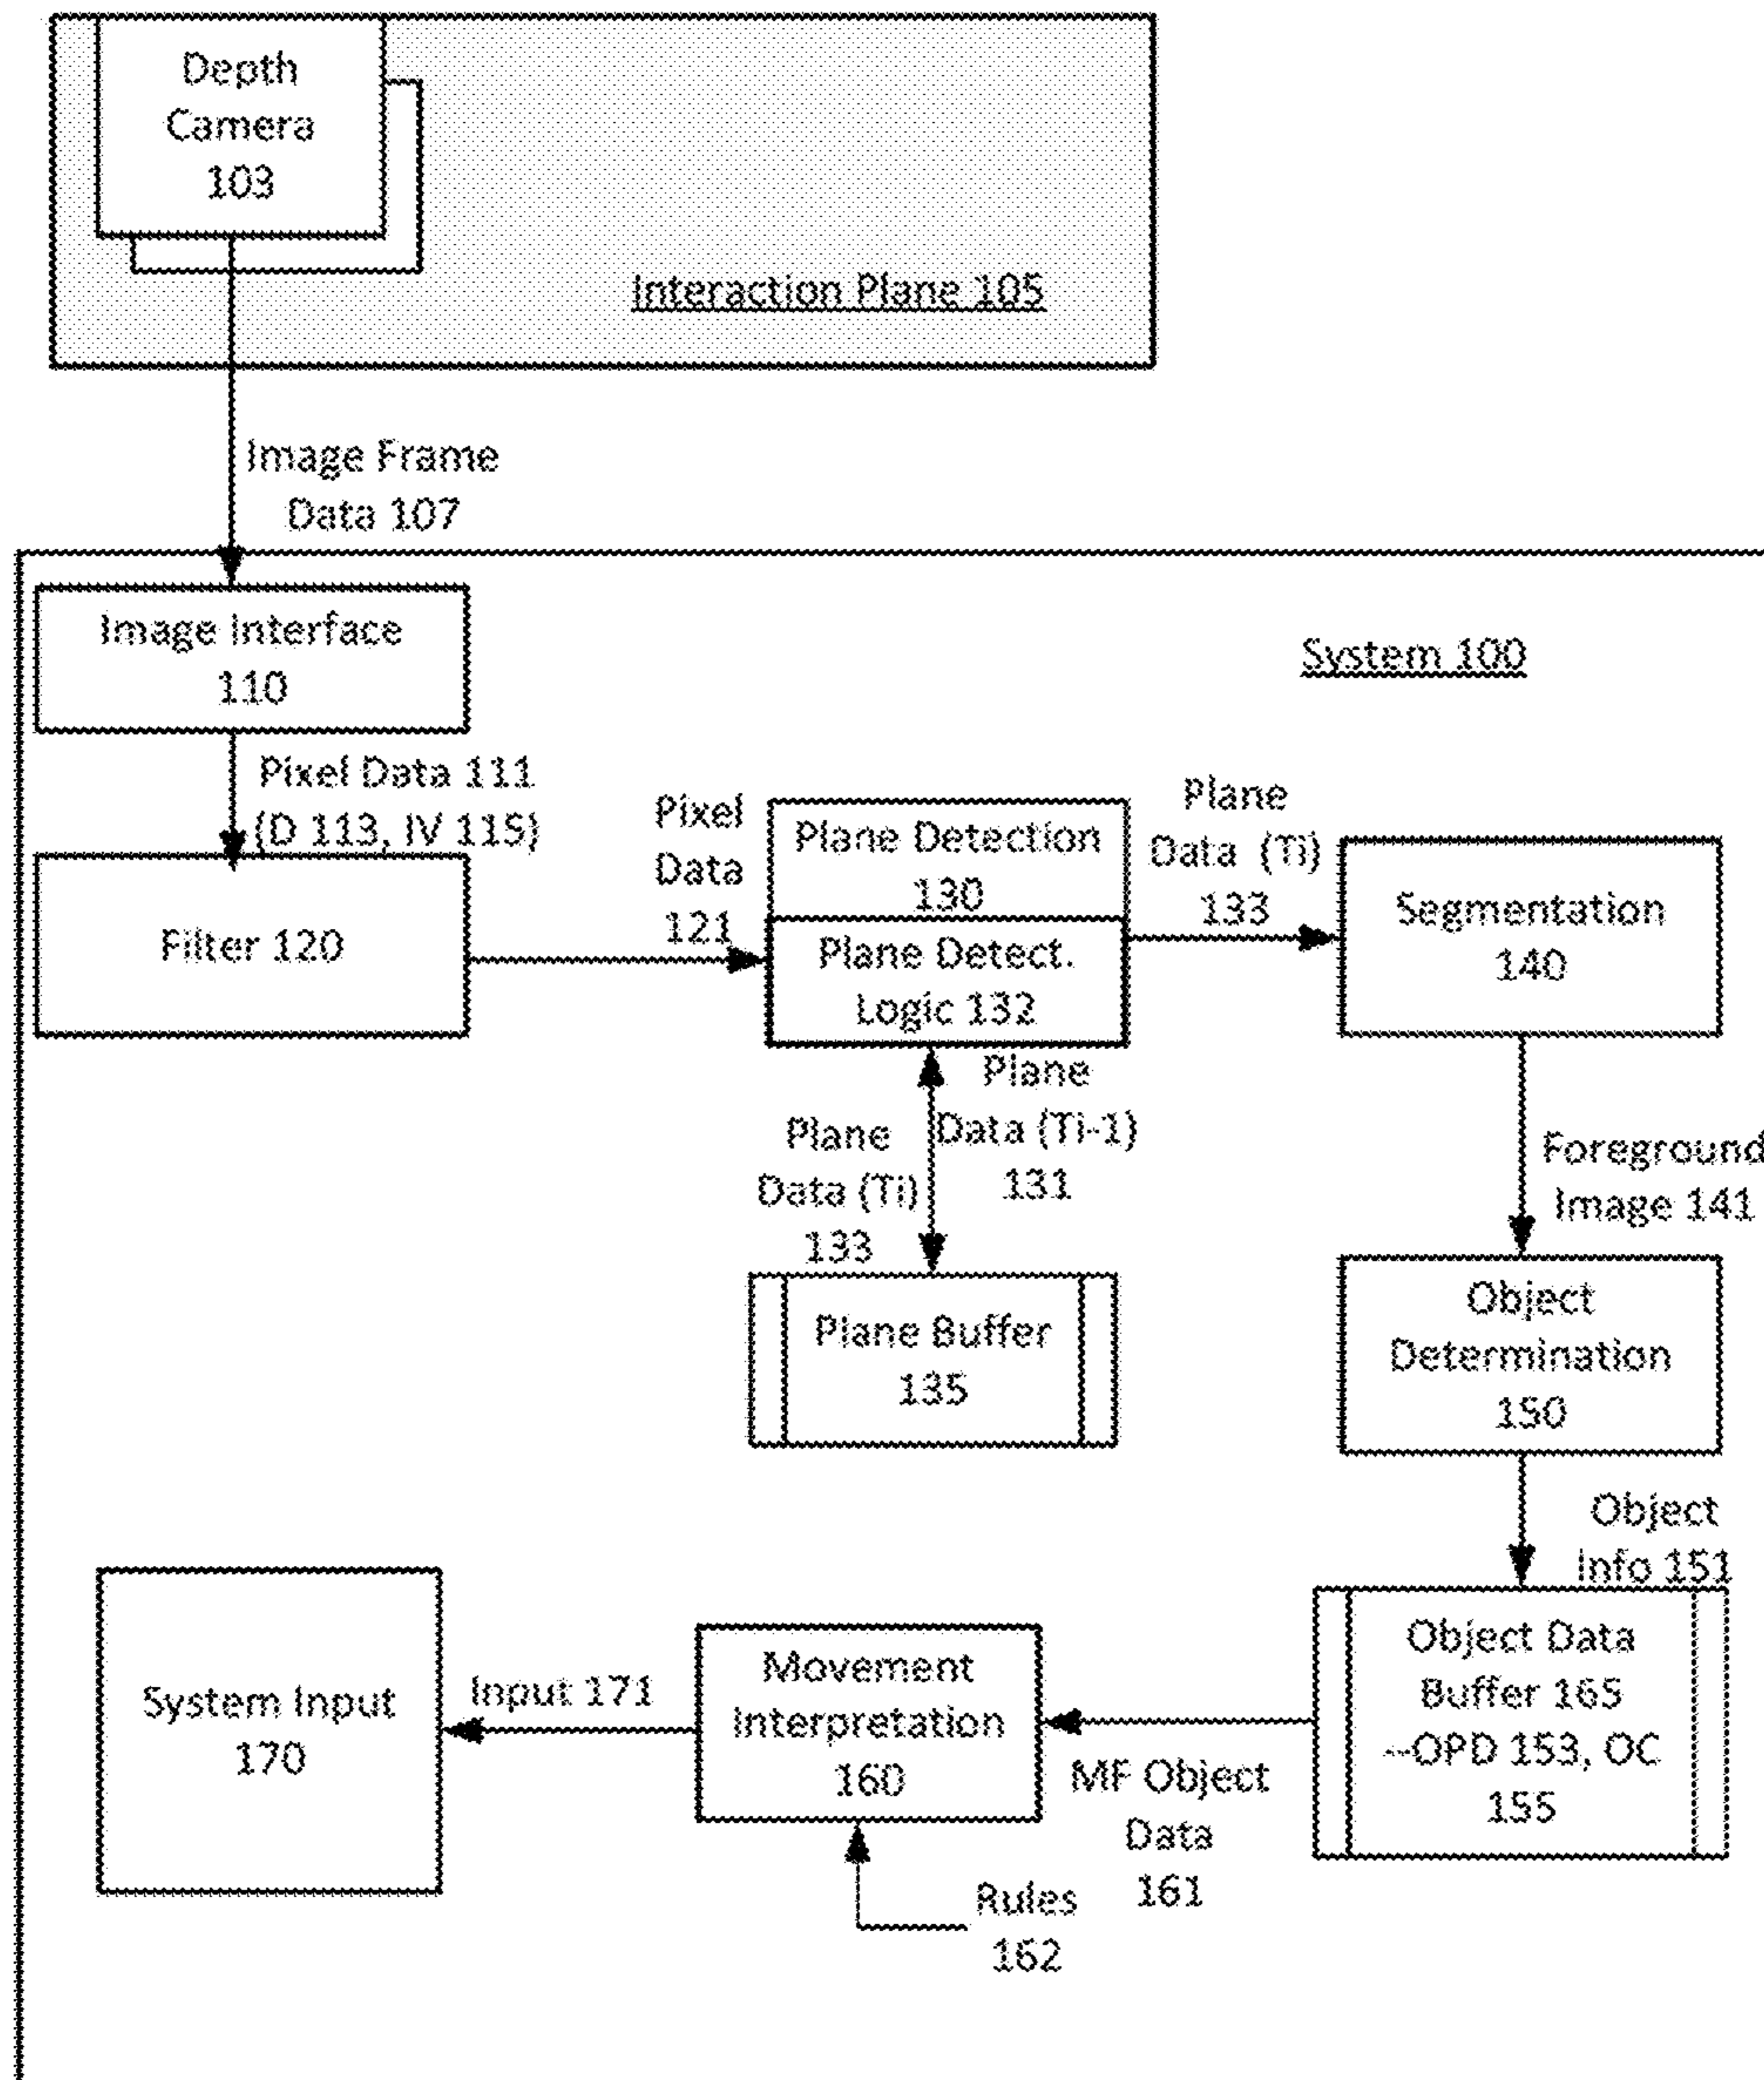 Depth
Camera
103
Interaction Plane 105
Image Frame
Data 107
Image Interface
110
System 100
Pixel Data 111
(D 113, IV 115)
Filter 120
Pixel
Data
121
Plane Detection
130
Plane Detect.
Logic 132
Plane
Data (Ti)
133
Segmentation
140
Plane
Data (Ti-1)
131
Plane
Data (Ti)
133
Plane Buffer
135
Foreground
Image 141
Object
Determination
150
Object
Info 151
Object Data
Buffer 165
--OPD 153, OC
155
MF Object
Data
161
Movement
Interpretation
160
Rules
162
Input 171
System Input
170